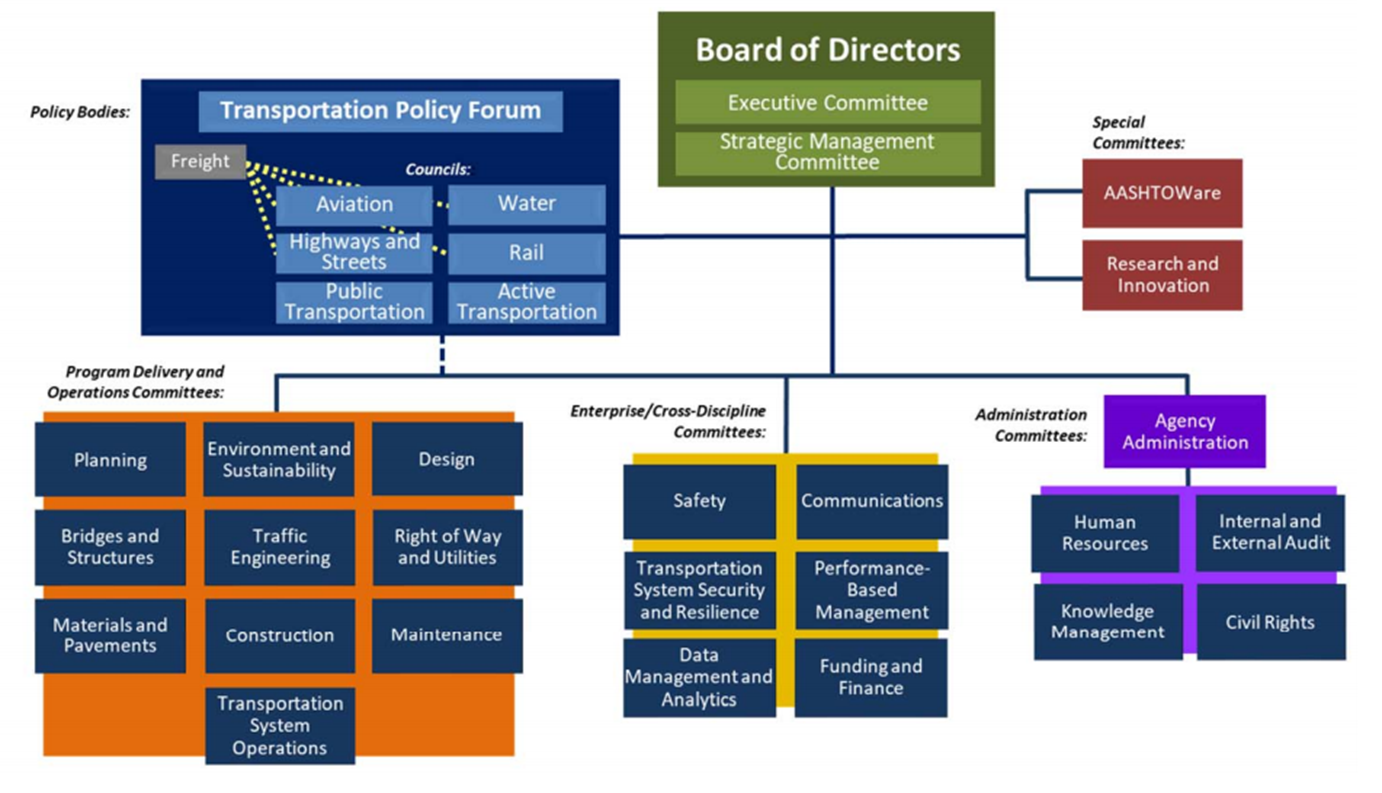 Board of Directors
Executive Committee
Strategic Management
Committee
Policy Bodies:
Transportation Policy Forum
Freight
Councils:
Aviation
Water
Highways and
Streets
Rail
Public
Transportation
Active
Transportation
Special
Committees:
AASHTOWare
Research and
Innovation
Program Delivery and
Operations Committees:
Planning
Environment and
Sustainability
Design
Bridges and
Structures
Traffic
Engineering
Right of Way
and Utilities
Materials and
Pavements
Construction
Maintenance
Transportation
System
Operations
Enterprise/Cross-Discipline
Committees:
Safety
Communications
Transportation
System Security
and Resilience
Performance-
Based
Management
Data
Management and
Analytics
Funding and
Finance
Administration
Committees:
Agency
Administration
Human
Resources
Internal and
External Audit
Knowledge
Management
Civil Rights